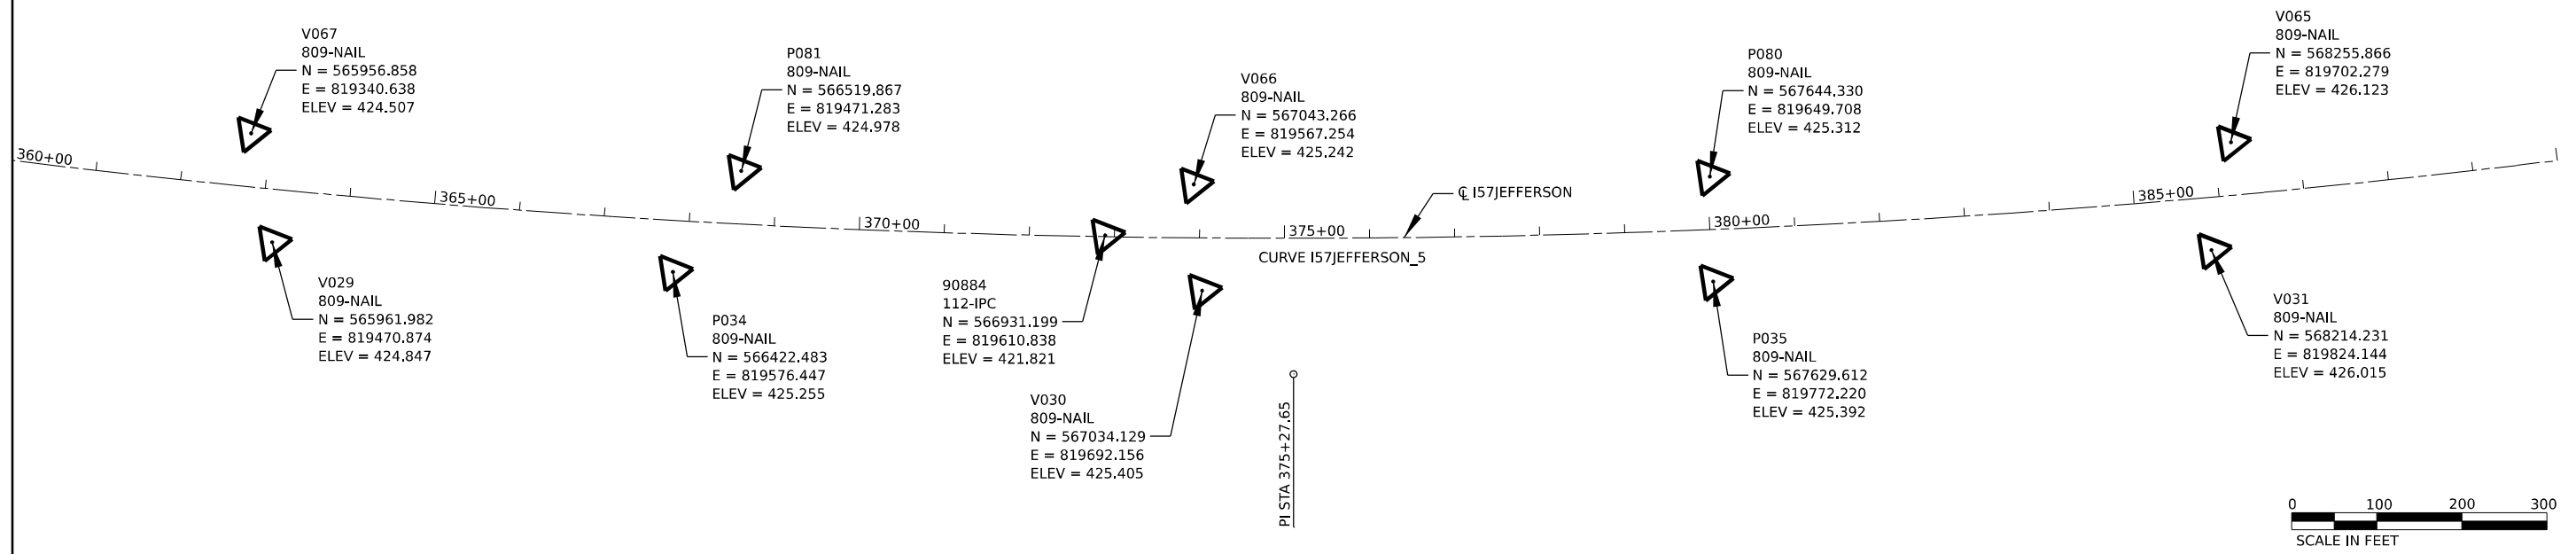 V067
809-NAIL
N = 565956.858
E = 819340.638
ELEV = 424.507
P081
809-NAIL
N = 566519.867
E = 819471.283
ELEV = 424.978
V066
809-NAIL
N = 567043.266
E = 819567.254
ELEV = 425.242
P080
809-NAIL
N = 567644.330
E = 819649.708
ELEV = 425.312
V065
809-NAIL
N = 568255.866
E = 819702.279
ELEV = 426.123
360+00
365+00
370+00
375+00
380+00
385+00
℄ I57JEFFERSON
CURVE I57JEFFERSON_5
V029
809-NAIL
N = 565961.982
E = 819470.874
ELEV = 424.847
P034
809-NAIL
N = 566422.483
E = 819576.447
ELEV = 425.255
90884
112-IPC
N = 566931.199
E = 819610.838
ELEV = 421.821
V030
809-NAIL
N = 567034.129
E = 819692.156
ELEV = 425.405
PI STA 375+27.65
P035
809-NAIL
N = 567629.612
E = 819772.220
ELEV = 425.392
V031
809-NAIL
N = 568214.231
E = 819824.144
ELEV = 426.015
0 100 200 300
SCALE IN FEET